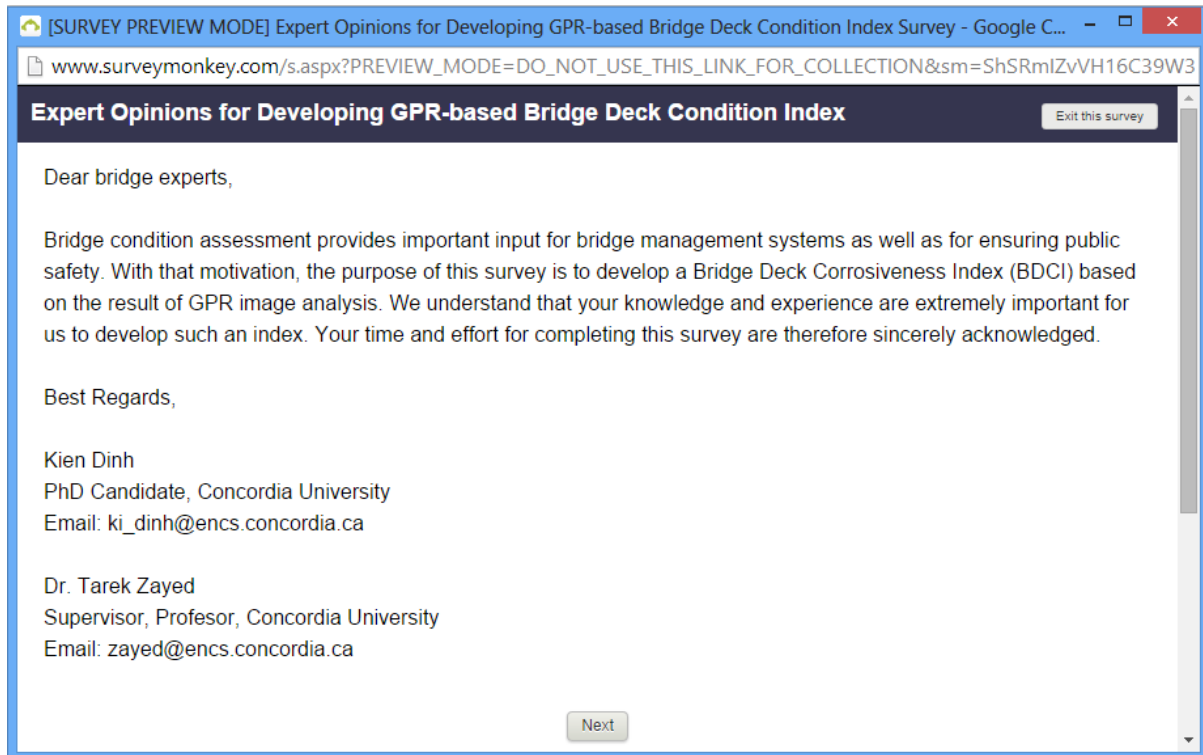 [SURVEY PREVIEW MODE] Expert Opinions for Developing GPR-based Bridge Deck Condition Index Survey - Google C...
www.surveymonkey.com/s.aspx?PREVIEW_MODE=DO_NOT_USE_THIS_LINK_FOR_COLLECTION&sm=ShSRmIZvVH16C39W3
Expert Opinions for Developing GPR-based Bridge Deck Condition Index
Exit this survey
Dear bridge experts,
Bridge condition assessment provides important input for bridge management systems as well as for ensuring public
safety. With that motivation, the purpose of this survey is to develop a Bridge Deck Corrosiveness Index (BDCI) based
on the result of GPR image analysis. We understand that your knowledge and experience are extremely important for
us to develop such an index. Your time and effort for completing this survey are therefore sincerely acknowledged.
Best Regards,
Kien Dinh
PhD Candidate, Concordia University
Email: ki_dinh@encs.concordia.ca
Dr. Tarek Zayed
Supervisor, Profesor, Concordia University
Email: zayed@encs.concordia.ca
Next